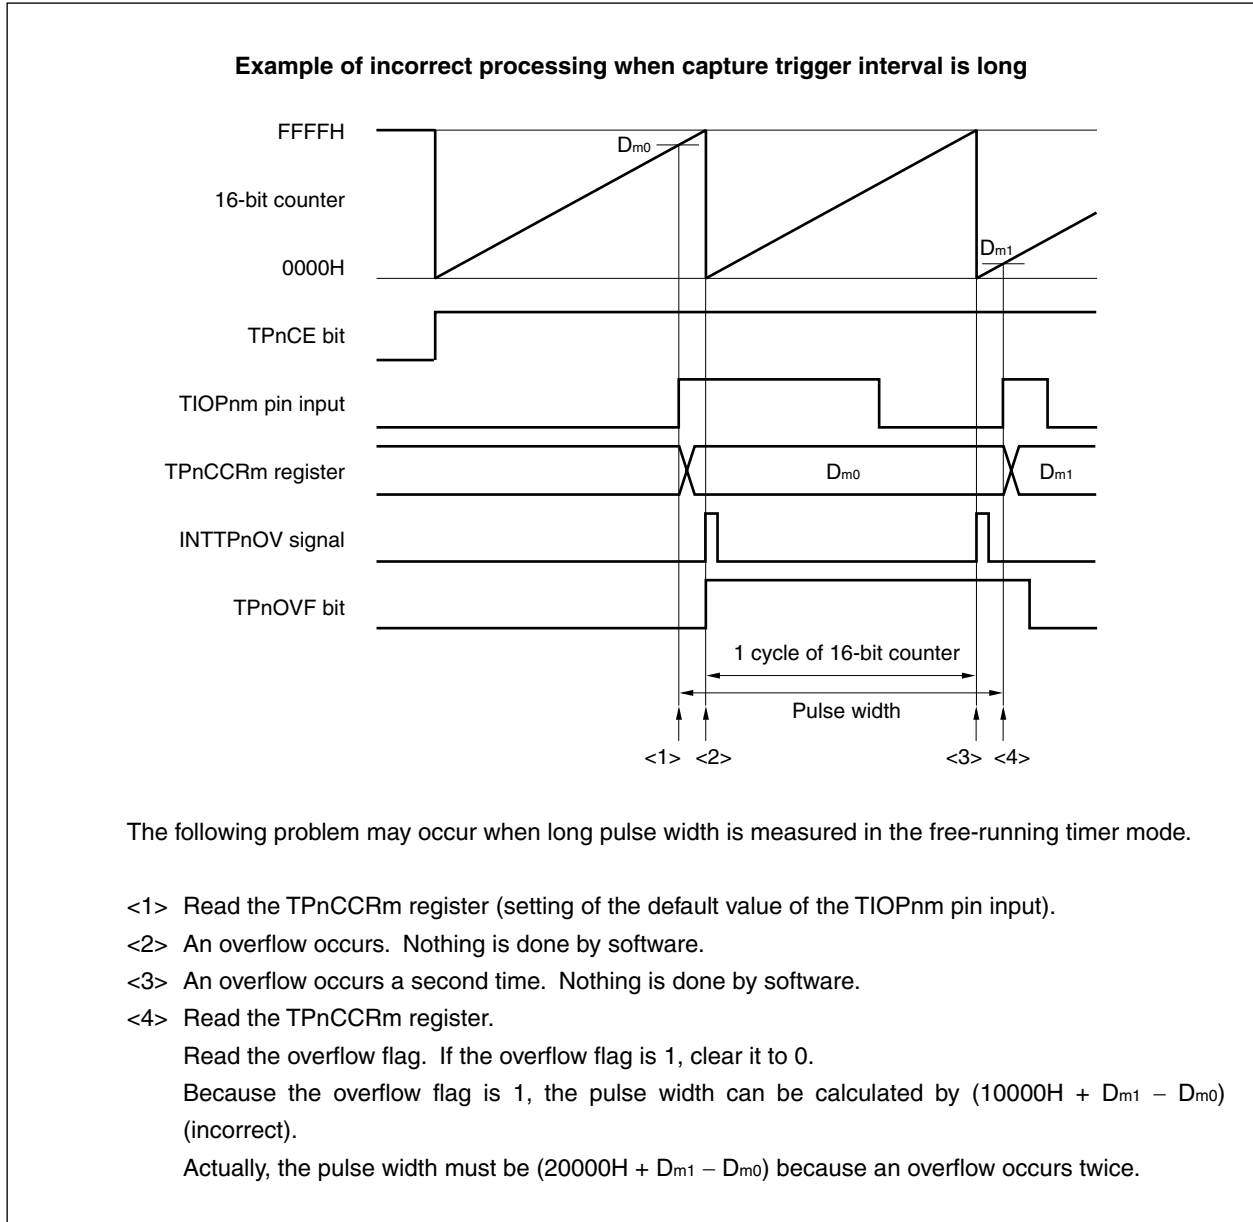 Example of incorrect processing when capture trigger interval is long
FFFFH
Dm0
16-bit counter
Dm1
0000H
TPnCE bit
TIOPnm pin input
TPnCCRm register
Dm0
Dm1
INTTPnOV signal
TPnOVF bit
1 cycle of 16-bit counter
Pulse width
<1> <2> <3> <4>
The following problem may occur when long pulse width is measured in the free-running timer mode.
<1> Read the TPnCCRm register (setting of the default value of the TIOPnm pin input).
<2> An overflow occurs. Nothing is done by software.
<3> An overflow occurs a second time. Nothing is done by software.
<4> Read the TPnCCRm register.
Read the overflow flag. If the overflow flag is 1, clear it to 0.
Because the overflow flag is 1, the pulse width can be calculated by (10000H + Dm1 − Dm0)
(incorrect).
Actually, the pulse width must be (20000H + Dm1 − Dm0) because an overflow occurs twice.